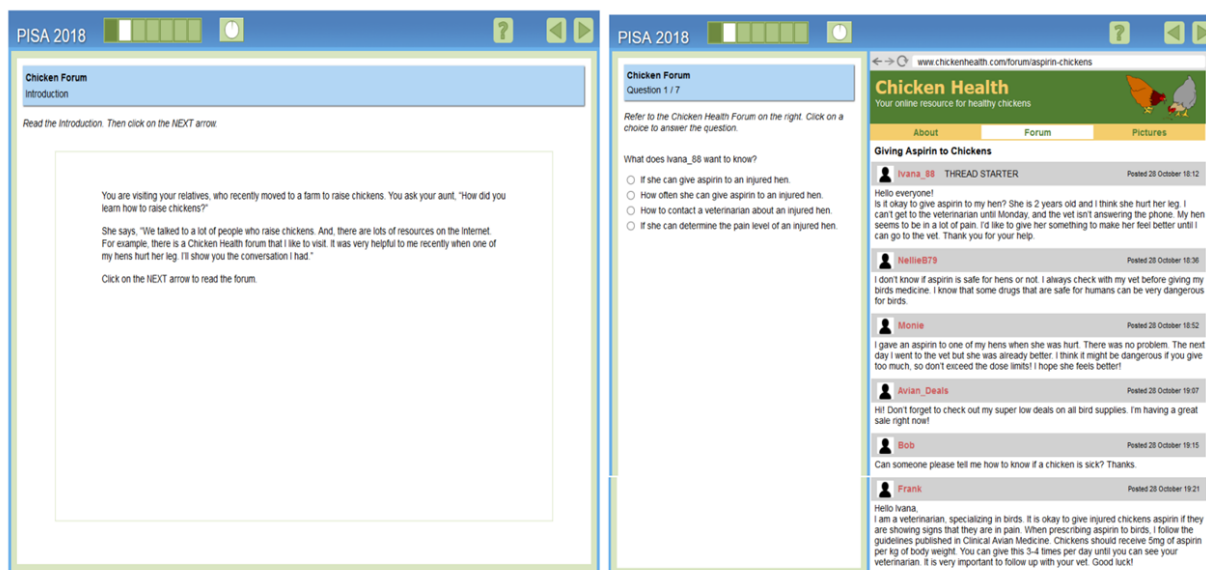 PISA 2018
Chicken Forum
Introduction
Read the Introduction. Then click on the NEXT arrow.
You are visiting your relatives, who recently moved to a farm to raise chickens. You ask your aunt, "How did you
learn how to raise chickens?"
She says, "We talked to a lot of people who raise chickens. And, there are lots of resources on the Internet.
For example, there is a Chicken Health forum that I like to visit. It was very helpful to me recently when one of
my hens hurt her leg. I'll show you the conversation I had."
Click on the NEXT arrow to read the forum.
?
PISA 2018
?
Chicken Forum
Question 1 / 7
Refer to the Chicken Health Forum on the right. Click on a
choice to answer the question.
What does Ivana_88 want to know?
If she can give aspirin to an injured hen.
How often she can give aspirin to an injured hen.
How to contact a veterinarian about an injured hen.
If she can determine the pain level of an injured hen.
www.chickenhealth.com/forum/aspirin-chickens
Chicken Health
Your online resource for healthy chickens
About Forum Pictures
Giving Aspirin to Chickens
Ivana_88 THREAD STARTER Posted 28 October 18:12
Hello everyone!
Is it okay to give aspirin to my hen? She is 2 years old and I think she hurt her leg. I
can't get to the veterinarian until Monday, and the vet isn't answering the phone. My hen
seems to be in a lot of pain. I'd like to give her something to make her feel better until I
can go to the vet. Thank you for your help.
NellieB79 Posted 28 October 18:36
I don't know if aspirin is safe for hens or not. I always check with my vet before giving my
birds medicine. I know that some drugs that are safe for humans can be very dangerous
for birds.
Monie Posted 28 October 18:52
I gave an aspirin to one of my hens when she was hurt. There was no problem. The next
day I went to the vet but she was already better. I think it might be dangerous if you give
too much, so don't exceed the dose limits! I hope she feels better!
Avian_Deals Posted 28 October 19:07
Hi! Don't forget to check out my super low deals on all bird supplies. I'm having a great
sale right now!
Bob Posted 28 October 19:15
Can someone please tell me how to know if a chicken is sick? Thanks.
Frank Posted 28 October 19:21
Hello Ivana,
I am a veterinarian, specializing in birds. It is okay to give injured chickens aspirin if they
are showing signs that they are in pain. When prescribing aspirin to birds, I follow the
guidelines published in Clinical Avian Medicine. Chickens should receive 5mg of aspirin
per kg of body weight. You can give this 3-4 times per day until you can see your
veterinarian. It is very important to follow up with your vet. Good luck!